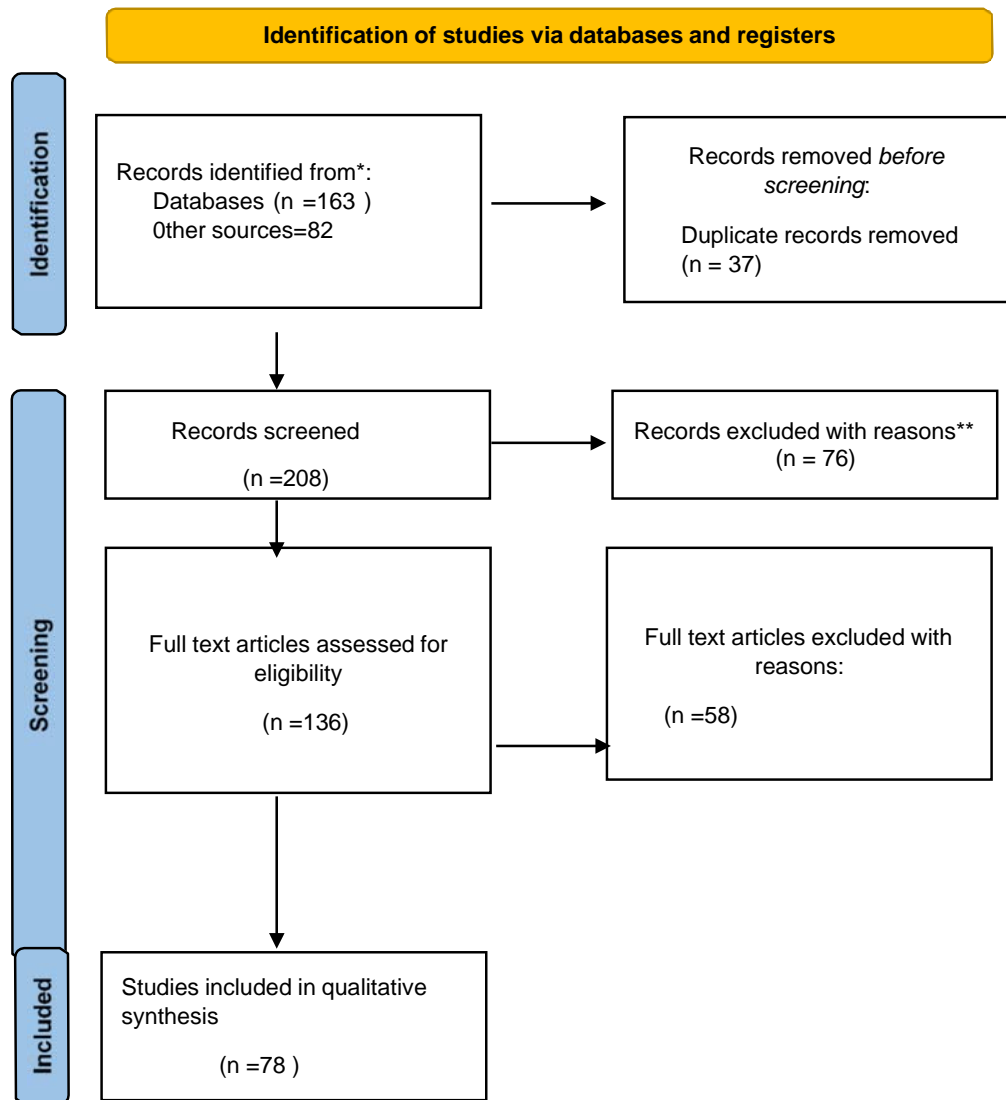 Identification of studies via databases and registers
Identification
Records identified from*:
Databases (n =163 )
0ther sources=82
Records removed before
screening:
Duplicate records removed
(n = 37)
Screening
Records screened
(n =208)
Records excluded with reasons**
(n = 76)
Full text articles assessed for
eligibility
(n =136)
Full text articles excluded with
reasons:
(n =58)
Included
Studies included in qualitative
synthesis
(n =78 )